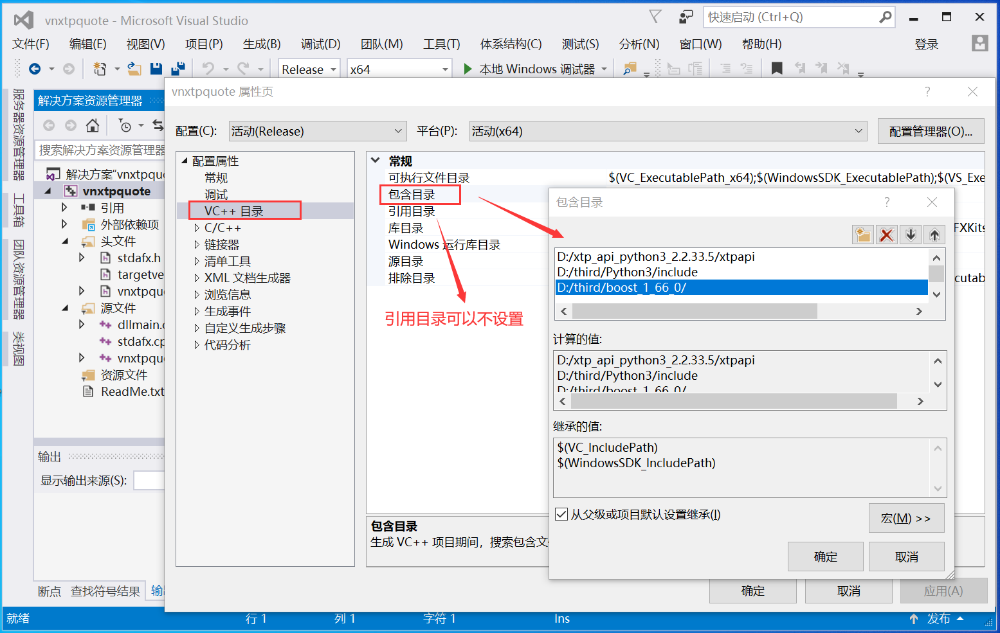 vnxtpquote - Microsoft Visual Studio
快速启动 (Ctrl+Q)
文件(F) 编辑(E) 视图(V) 项目(P) 生成(B) 调试(D) 团队(M) 工具(T) 体系结构(C) 测试(S) 分析(N) 窗口(W) 帮助(H) 登录
Release x64 本地 Windows 调试器
服务器资源管理器
工具箱
团队资源管理器
类视图
解决方案资源管理器
搜索解决方案资源管理器
解决方案"vnxtpqu
vnxtpquote
引用
外部依赖项
头文件
stdafx.h
targetve
vnxtpqu
源文件
dllmain.
stdafx.cp
vnxtpqu
资源文件
ReadMe.txt
输出
显示输出来源(S):
断点 查找符号结果 输
vnxtpquote 属性页
?
配置(C): 活动(Release) 平台(P): 活动(x64) 配置管理器(O)...
配置属性
常规
调试
VC++ 目录
C/C++
链接器
清单工具
XML 文档生成器
浏览信息
生成事件
自定义生成步骤
代码分析
常规
可执行文件目录 $(VC_ExecutablePath_x64);$(WindowsSDK_ExecutablePath);$(VS_Exe
包含目录
引用目录
库目录 FXKits
Windows 运行库目录
源目录
排除目录 cutab
引用目录可以不设置
包含目录
生成 VC++ 项目期间，搜索包含文
包含目录
?
D:/xtp_api_python3_2.2.33.5/xtpapi
D:/third/Python3/include
D:/third/boost_1_66_0/
计算的值:
D:/xtp_api_python3_2.2.33.5/xtpapi
D:/third/Python3/include
D:/third/boost_1_66_0/
继承的值:
$(VC_IncludePath)
$(WindowsSDK_IncludePath)
从父级或项目默认设置继承(I)
宏(M) >>
确定 取消
确定 取消 应用(A)
就绪 行 1 列 1 字符 1 Ins 发布